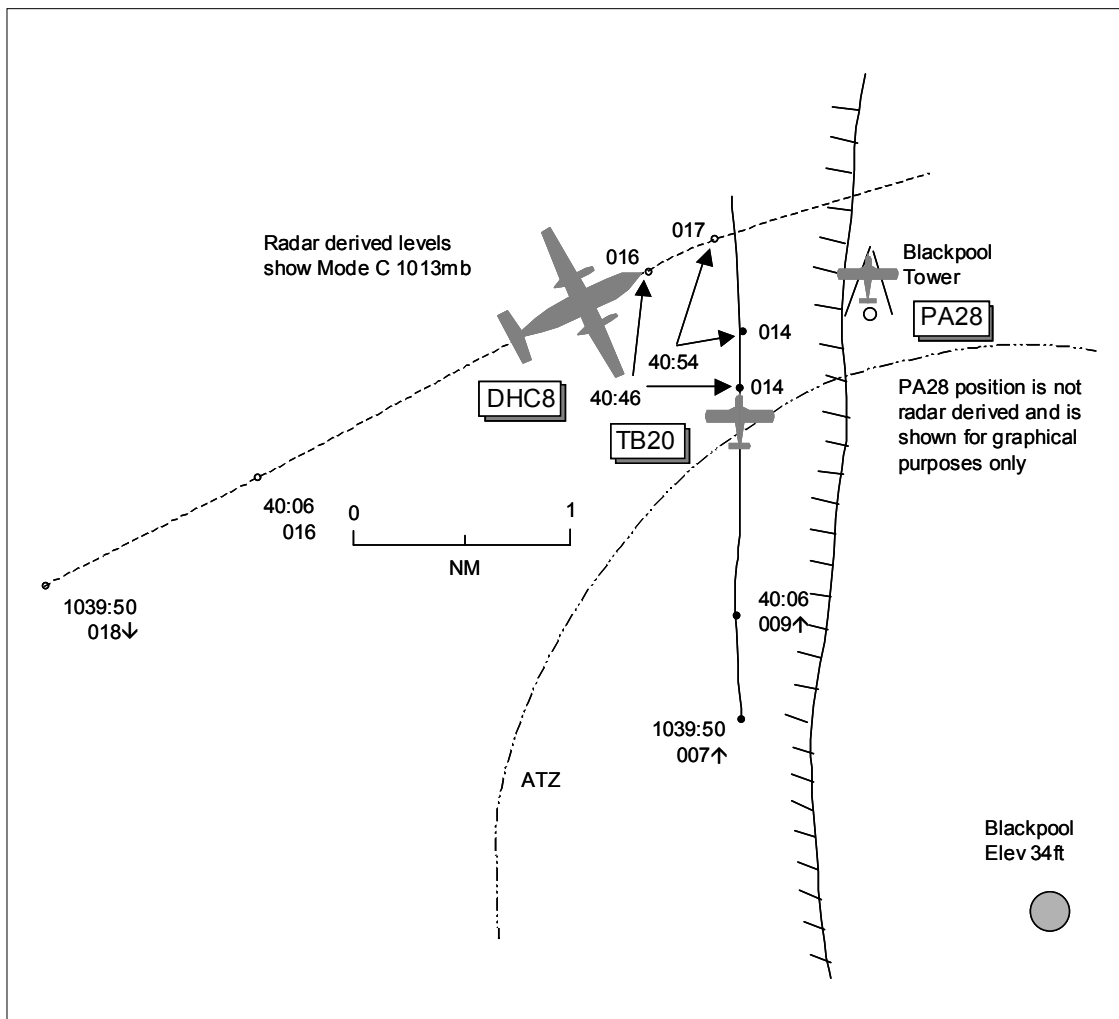 Radar derived levels
show Mode C 1013mb
016
017
Blackpool
Tower
PA28
014
40:54
014
40:46
DHC8
TB20
PA28 position is not
radar derived and is
shown for graphical
purposes only
40:06
016
0
1
NM
1039:50
018↓
40:06
009↑
1039:50
007↑
ATZ
Blackpool
Elev 34ft